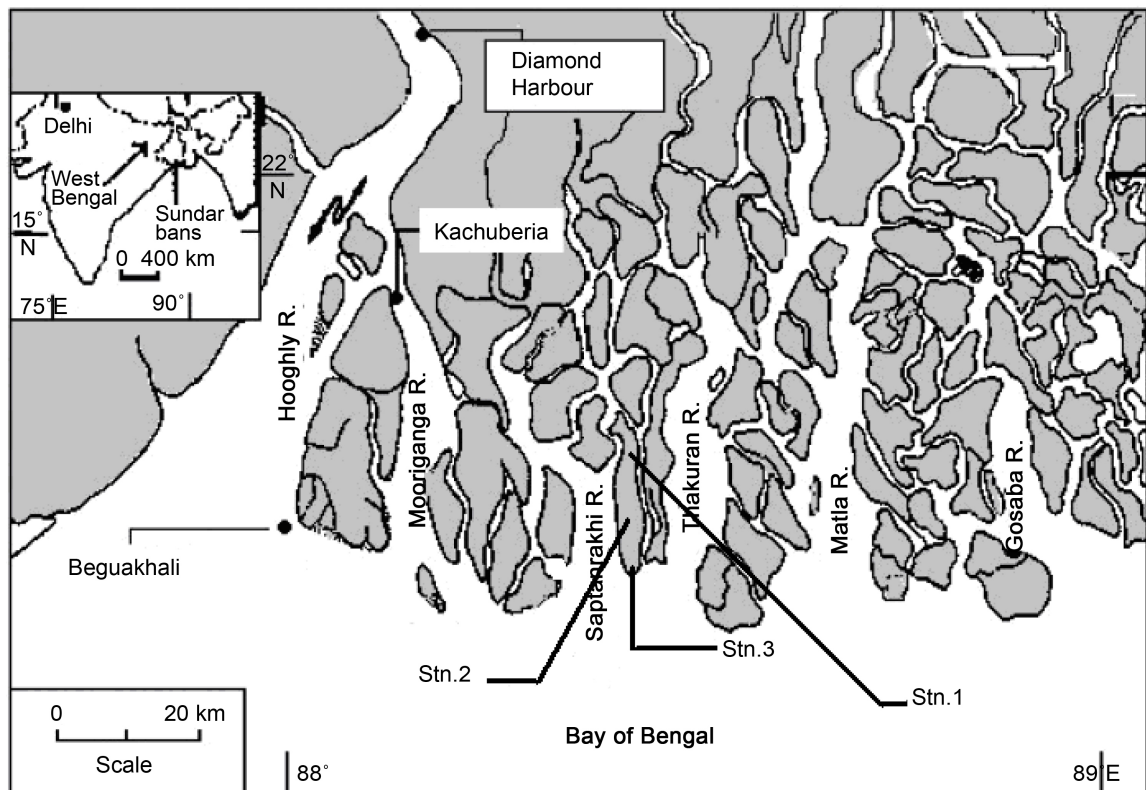 Diamond
Harbour
Delhi
22°
N
West
Bengal
Sundar
bans
15°
N
0 400 km
75°E
90°
Kachuberia
Hooghly R.
Mooriganga R.
Saptanrakhi R.
Thakuran R.
Matla R.
Gosaba R.
Beguakhali
Stn.2
Stn.3
Stn.1
0 20 km
Scale
Bay of Bengal
88°
89°E